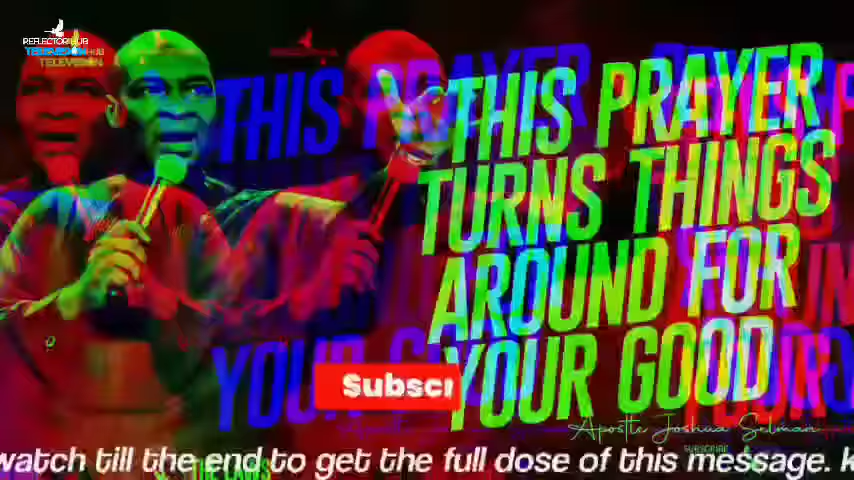 REFLECTOR HUB
TELEVISION
THIS PRAYER
TURNS THINGS
AROUND FOR
YOUR GOOD
Subscr
Apostle Joshua Selman
SUBSCRIBE
watch till the end to get the full dose of this message. k